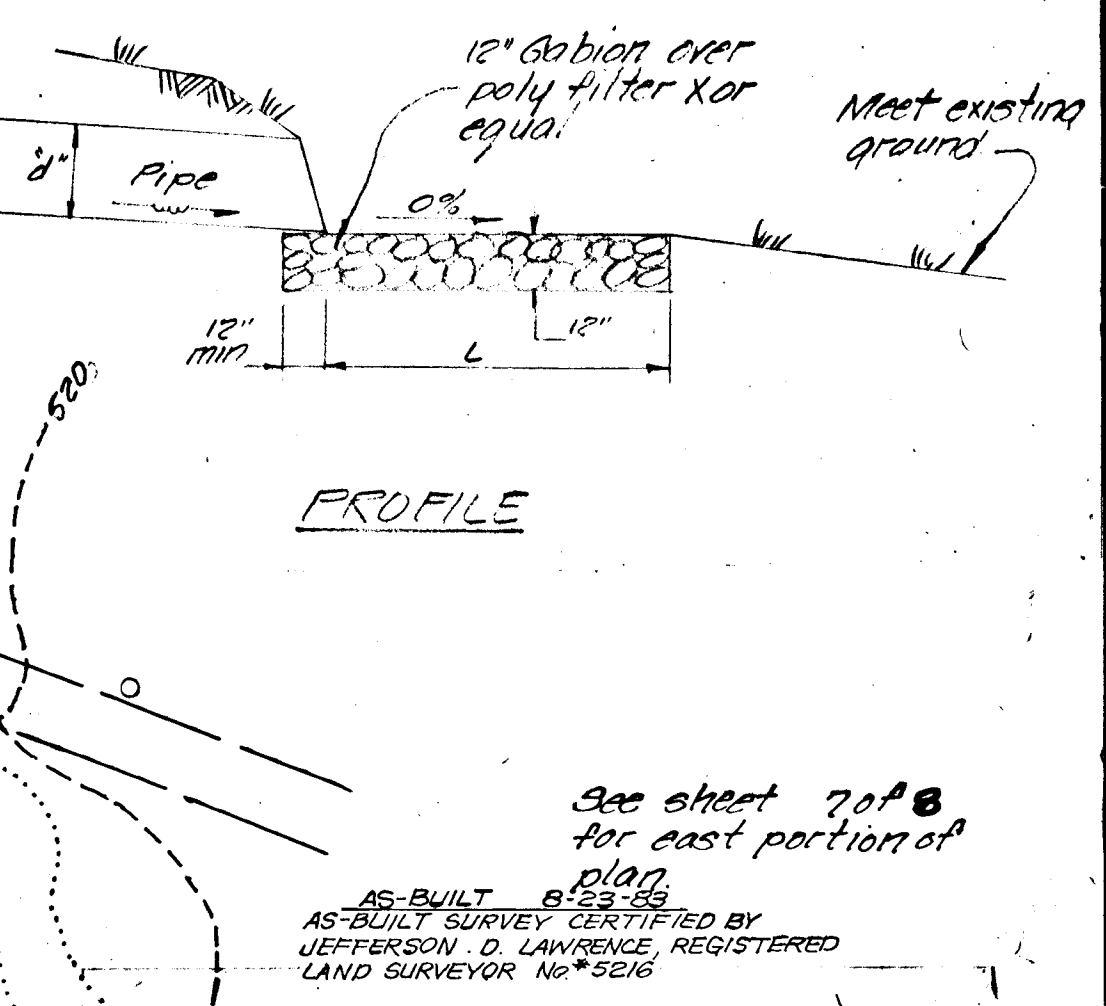 12" Gabion over
poly filter X or
equal
Meet existing
ground
"d"
Pipe
0%
12"
min
12"
L
520
PROFILE
See sheet 7 of 8
for east portion of
plan.
AS-BUILT 8-23-83
AS-BUILT SURVEY CERTIFIED BY
JEFFERSON . D. LAWRENCE, REGISTERED
LAND SURVEYOR No.#5216